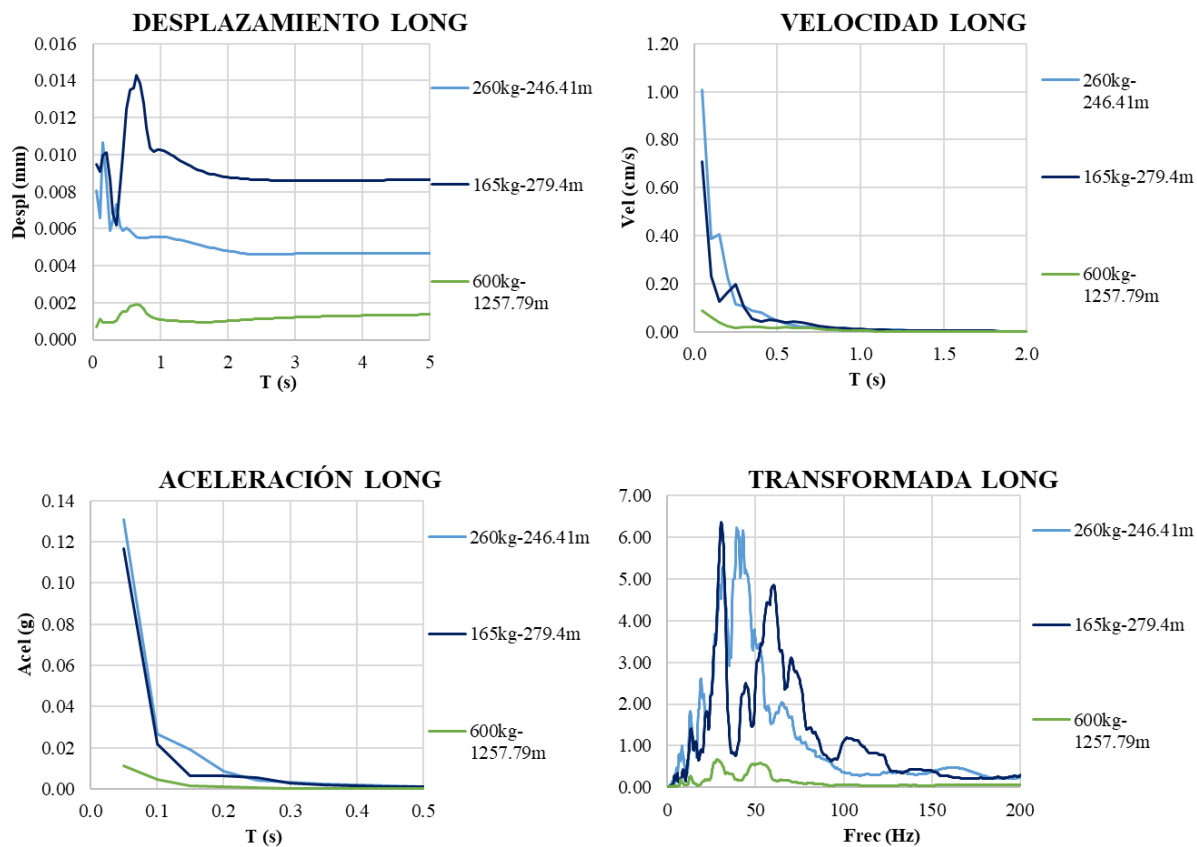 DESPLAZAMIENTO LONG
0.016
0.014
0.012
0.010
0.008
0.006
0.004
0.002
0.000
Despl (mm)
0
1
2
3
4
5
T (s)
260kg-246.41m
165kg-279.4m
600kg-
1257.79m
VELOCIDAD LONG
1.20
1.00
0.80
0.60
0.40
0.20
0.00
Vel (cm/s)
0.0
0.5
1.0
1.5
2.0
T (s)
260kg-
246.41m
165kg-279.4m
600kg-
1257.79m
ACELERACIÓN LONG
0.14
0.12
0.10
0.08
0.06
0.04
0.02
0.00
Acel (g)
0.0
0.1
0.2
0.3
0.4
0.5
T (s)
260kg-246.41m
165kg-279.4m
600kg-
1257.79m
TRANSFORMADA LONG
7.00
6.00
5.00
4.00
3.00
2.00
1.00
0.00
0
50
100
150
200
Frec (Hz)
260kg-246.41m
165kg-279.4m
600kg-
1257.79m